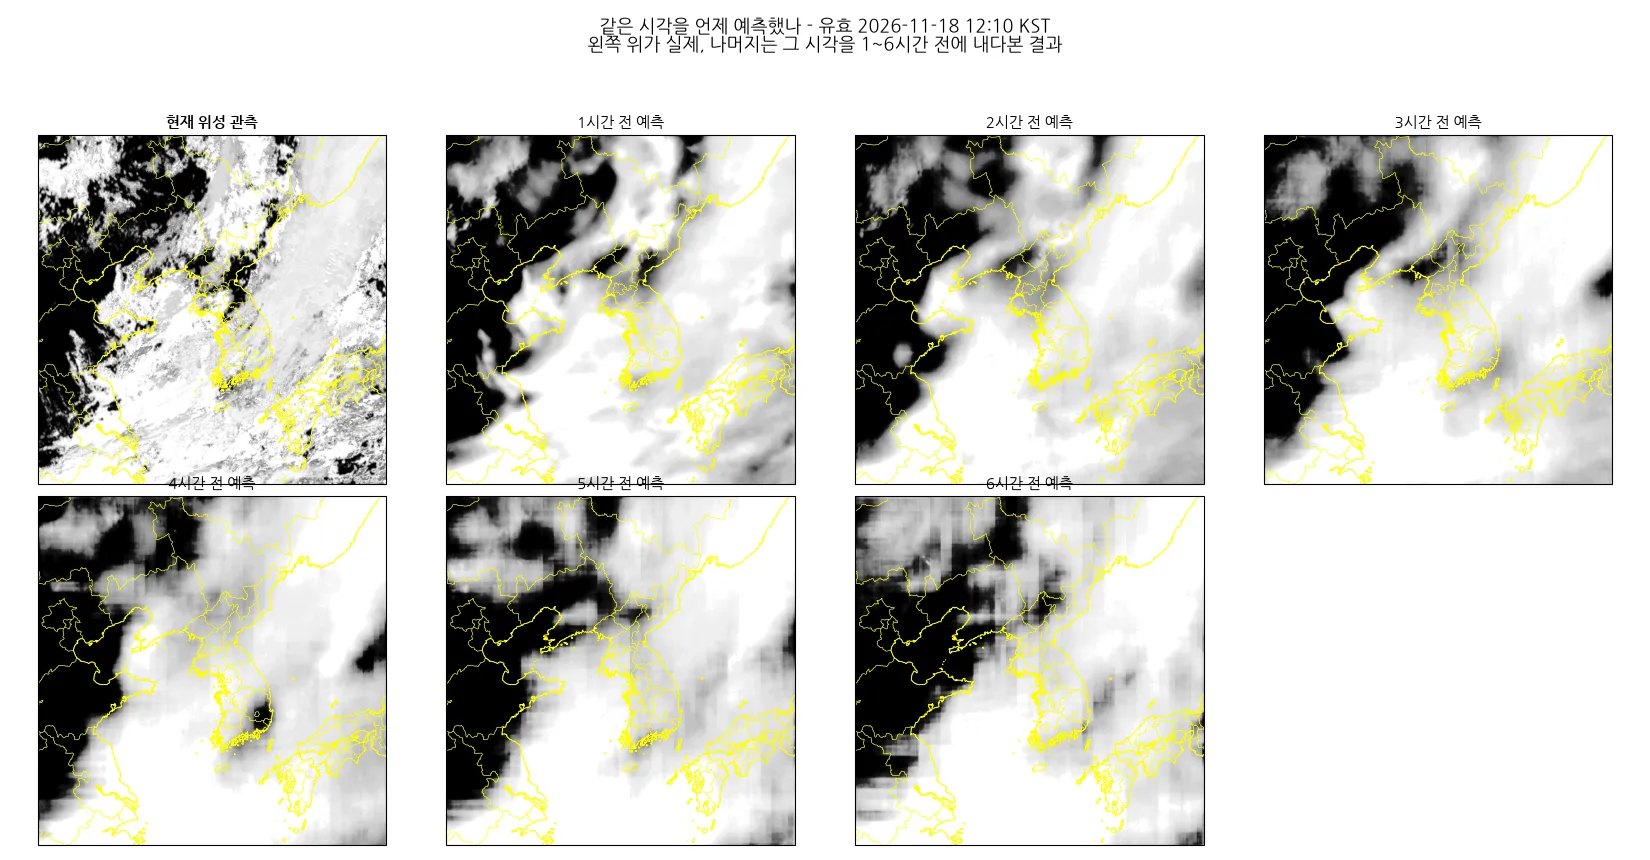 같은 시각을 언제 예측했나 - 유효 2026-11-18 12:10 KST
왼쪽 위가 실제, 나머지는 그 시각을 1~6시간 전에 내다본 결과
현재 위성 관측
1시간 전 예측
2시간 전 예측
3시간 전 예측
4시간 전 예측
5시간 전 예측
6시간 전 예측